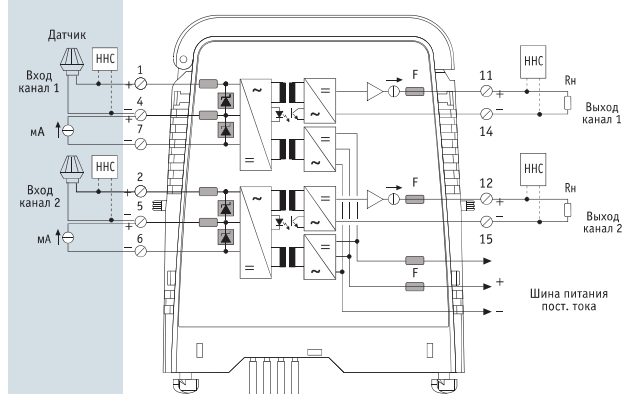 Датчик
ННС
Вход
канал 1
мА
+
1
−
+
4
−
7
ННС
Вход
канал 2
мА
+
2
−
+
5
−
6
~
=
=
~
~
=
=
~
F
11
+
−
14
ННС
Rн
Выход
канал 1
F
12
+
−
15
ННС
Rн
Выход
канал 2
F
+
−
Шина питания
пост. тока